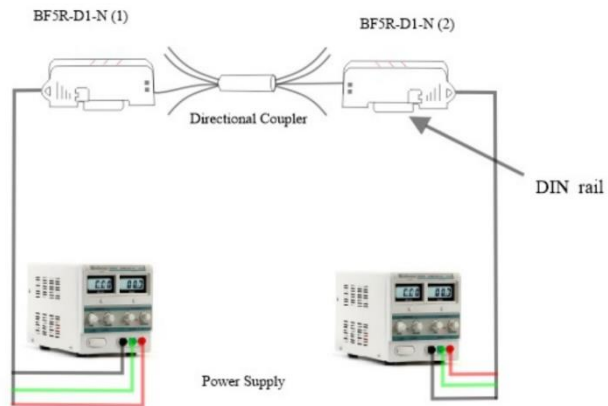 BF5R-D1-N (1)
BF5R-D1-N (2)
Directional Coupler
DIN rail
Power Supply